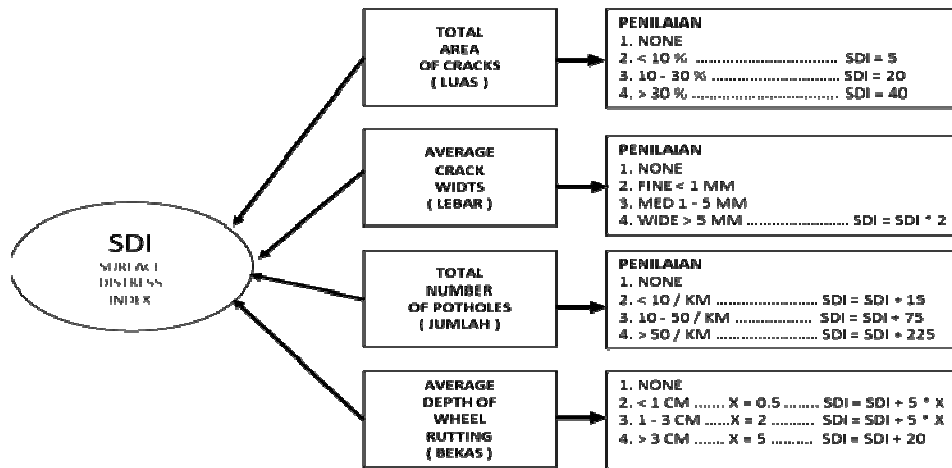 TOTAL
AREA
OF CRACKS
( LUAS )
PENILAIAN
1. NONE
2. < 10 % ........................ SDI = 5
3. 10 - 30 % ........................ SDI = 20
4. > 30 % ........................ SDI = 40
AVERAGE
CRACK
WIDTS
( LEBAR )
PENILAIAN
1. NONE
2. FINE < 1 MM
3. MED 1 - 5 MM
4. WIDE > 5 MM ........................ SDI = SDI * 2
SDI
SURFACE
DISTRESS
INDEX
TOTAL
NUMBER
OF POTHOLES
( JUMLAH )
PENILAIAN
1. NONE
2. < 10 / KM ........................ SDI = SDI + 15
3. 10 - 50 / KM .................... SDI = SDI + 75
4. > 50 / KM ........................ SDI = SDI + 225
AVERAGE
DEPTH OF
WHEEL
RUTTING
( BEKAS )
1. NONE
2. < 1 CM ...... X = 0.5 ........ SDI = SDI + 5 * X
3. 1 - 3 CM ......X = 2 .......... SDI = SDI + 5 * X
4. > 3 CM ...... X = 5 .......... SDI = SDI + 20